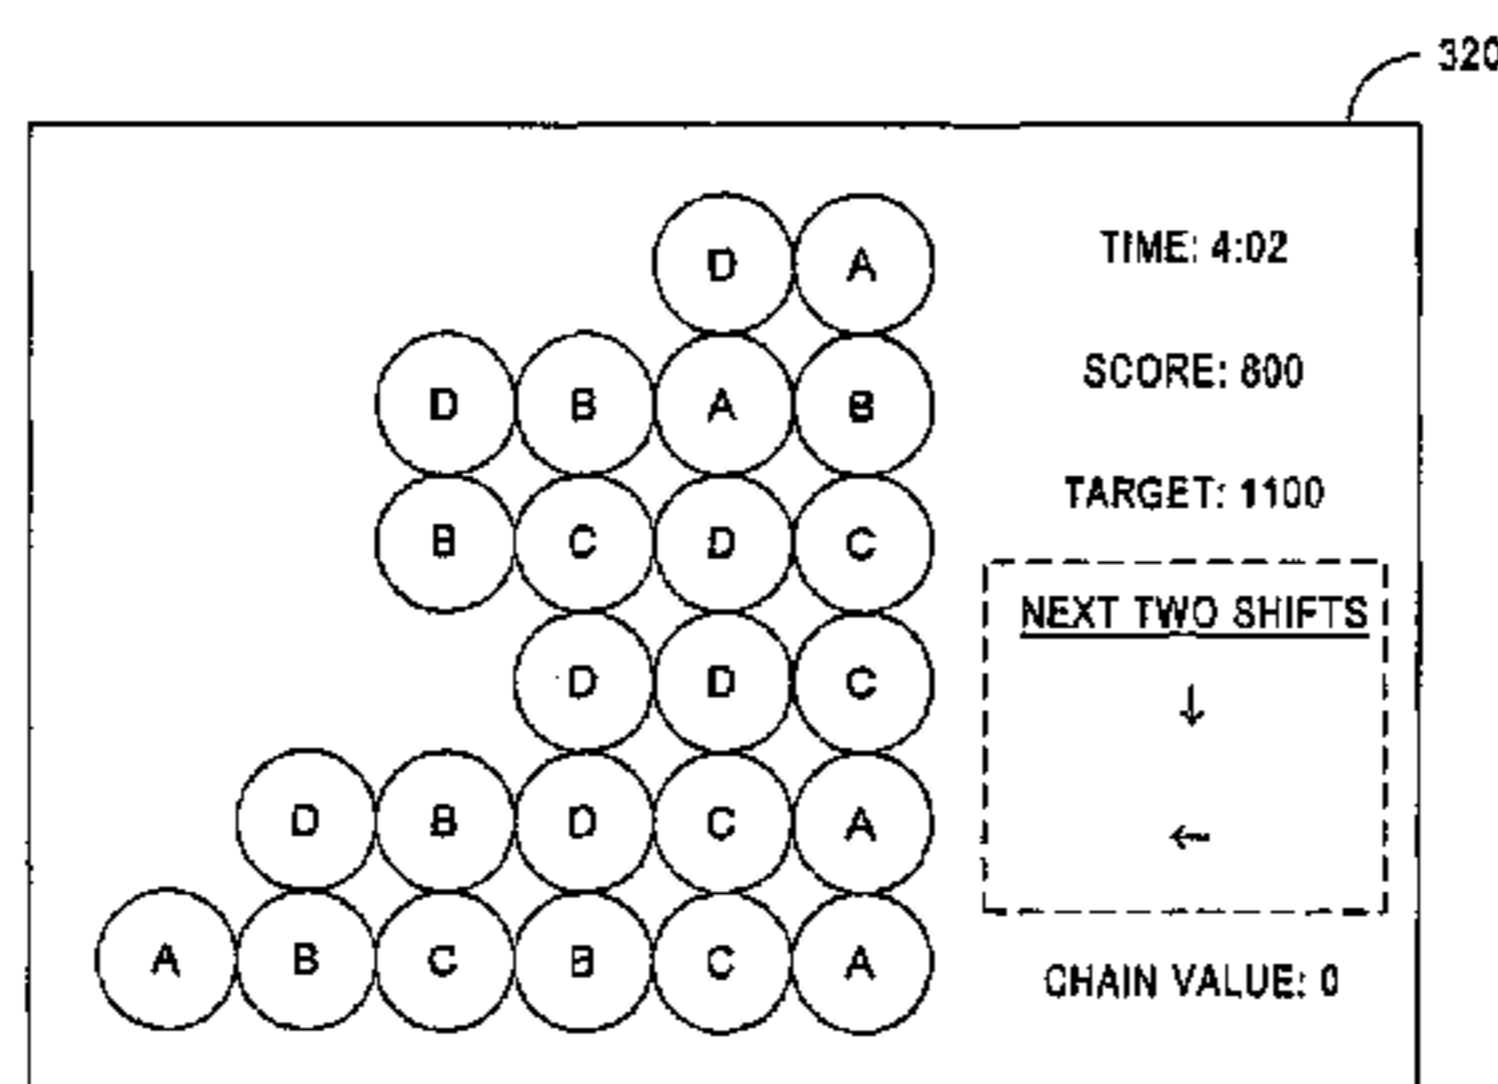 320
D A
TIME: 4:02
D B A B
SCORE: 800
B C D C
TARGET: 1100
NEXT TWO SHIFTS
D D C
↓
D B D C A
←
A B C B C A
CHAIN VALUE: 0